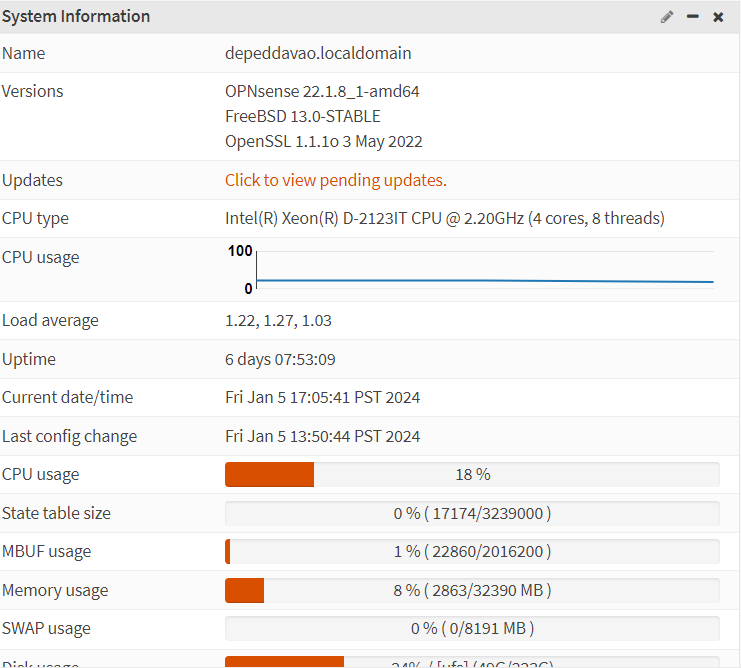 System Information
Name depeddavao.localdomain
Versions OPNsense 22.1.8_1-amd64
FreeBSD 13.0-STABLE
OpenSSL 1.1.1o 3 May 2022
Updates Click to view pending updates.
CPU type Intel(R) Xeon(R) D-2123IT CPU @ 2.20GHz (4 cores, 8 threads)
CPU usage 100
0
Load average 1.22, 1.27, 1.03
Uptime 6 days 07:53:09
Current date/time Fri Jan 5 17:05:41 PST 2024
Last config change Fri Jan 5 13:50:44 PST 2024
CPU usage 18 %
State table size 0 % ( 17174/3239000 )
MBUF usage 1 % ( 22860/2016200 )
Memory usage 8 % ( 2863/32390 MB )
SWAP usage 0 % ( 0/8191 MB )
Disk usage 24% / [ufs]